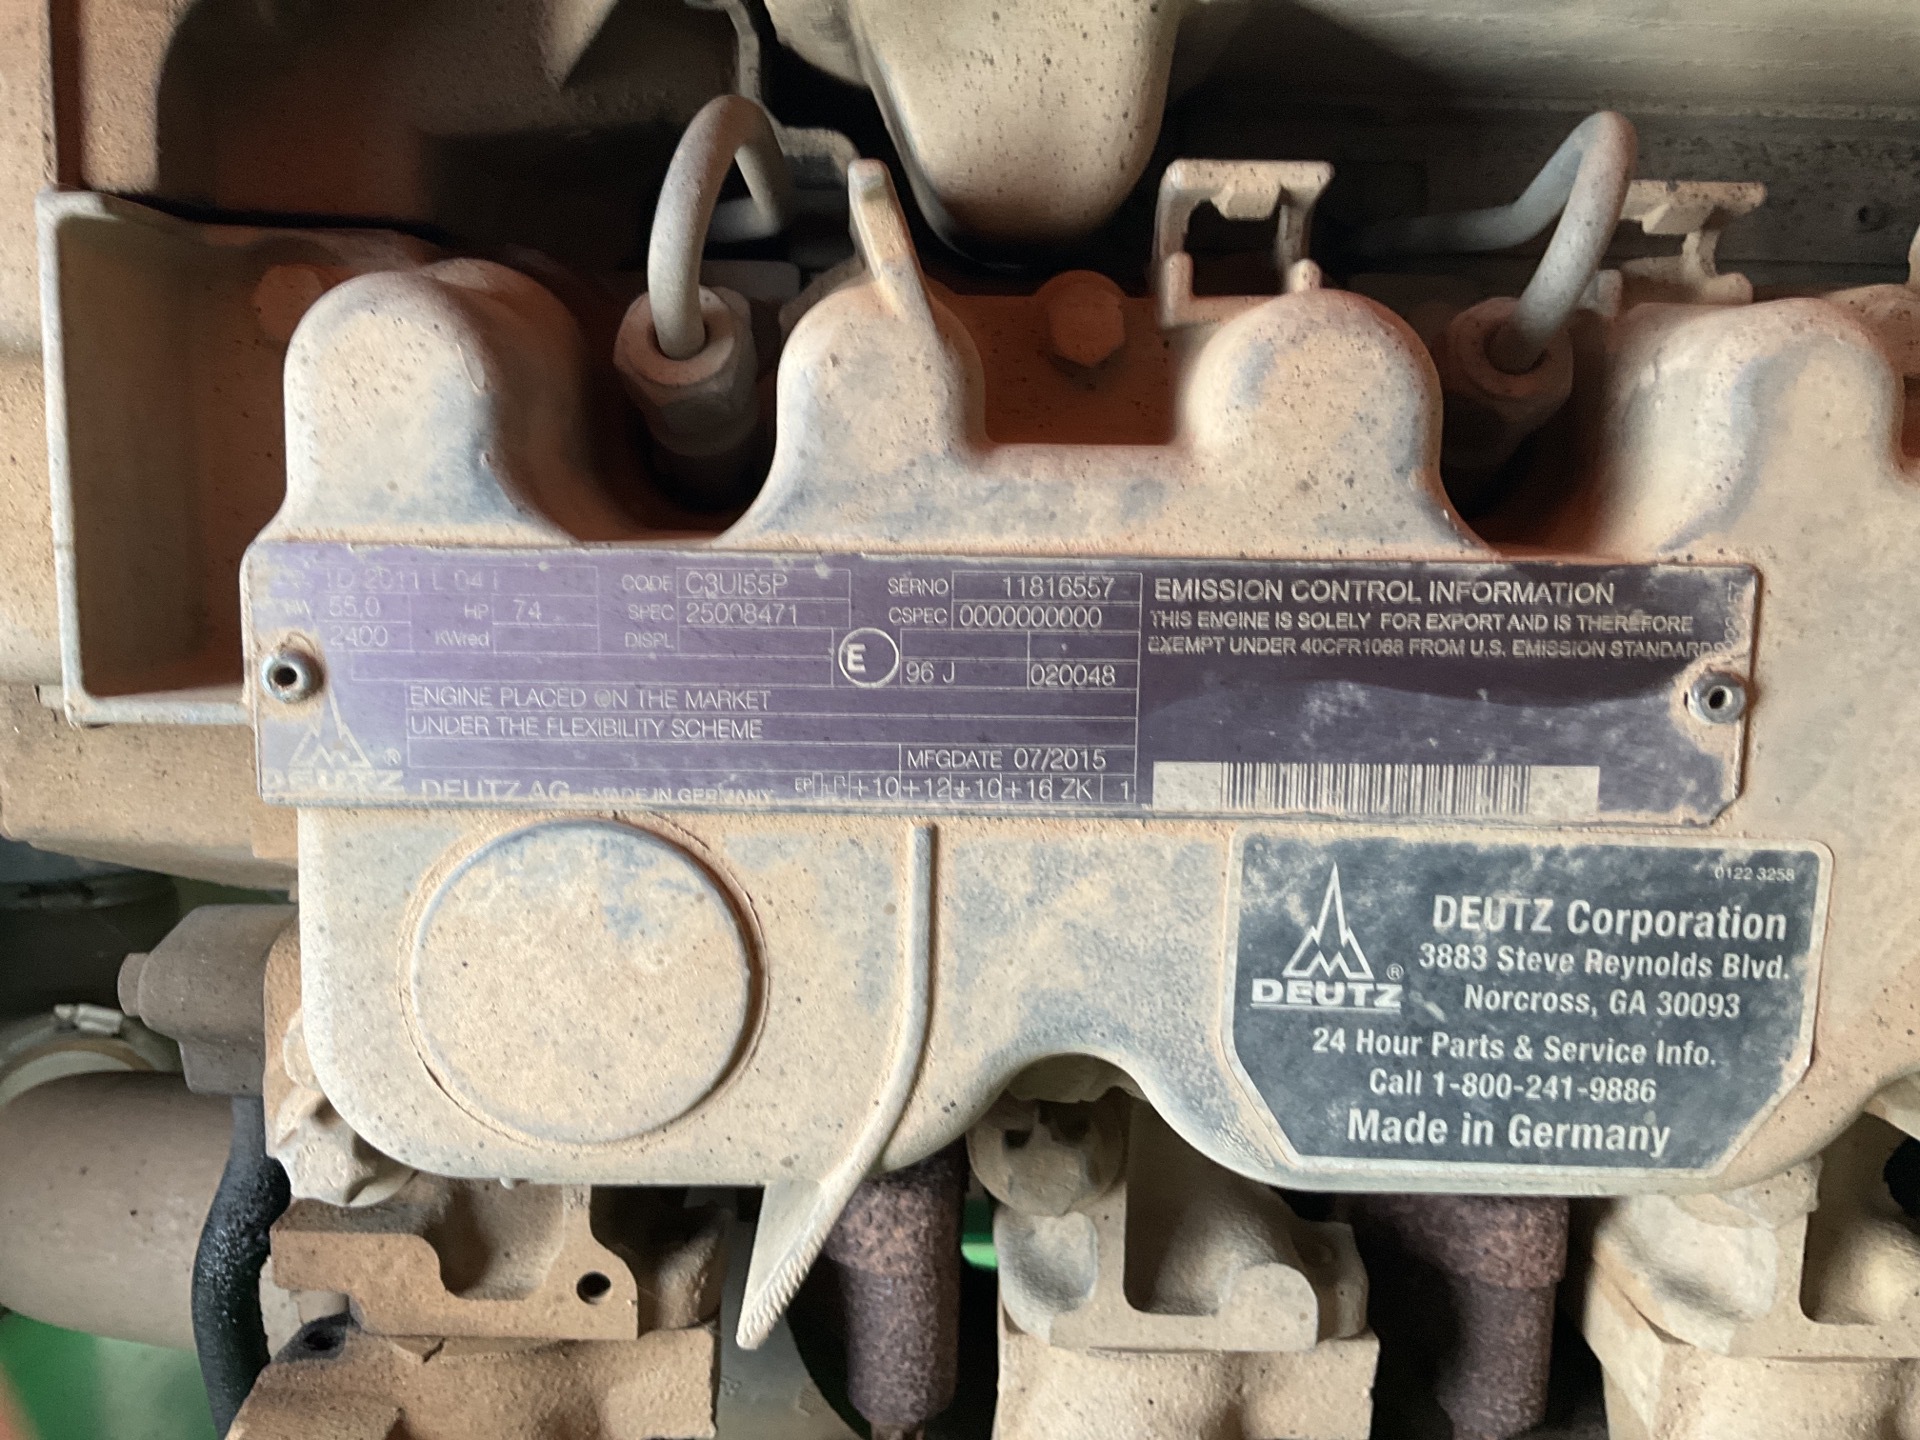 TD 2011 L 04 i
CODE C3UI55P
SERNO 11816557
kW 55.0 HP 74
SPEC 25008471
CSPEC 0000000000
2400 KWred
DISPL
E
96 J 020048
ENGINE PLACED ON THE MARKET
UNDER THE FLEXIBILITY SCHEME
MFGDATE 07/2015
DEUTZ ®
DEUTZ AG MADE IN GERMANY
EP +10 +12 +10 +16 ZK 1
EMISSION CONTROL INFORMATION
THIS ENGINE IS SOLELY FOR EXPORT AND IS THEREFORE
EXEMPT UNDER 40CFR1068 FROM U.S. EMISSION STANDARDS
0122 3258
DEUTZ ®
DEUTZ Corporation
3883 Steve Reynolds Blvd.
Norcross, GA 30093
24 Hour Parts & Service Info.
Call 1-800-241-9886
Made in Germany